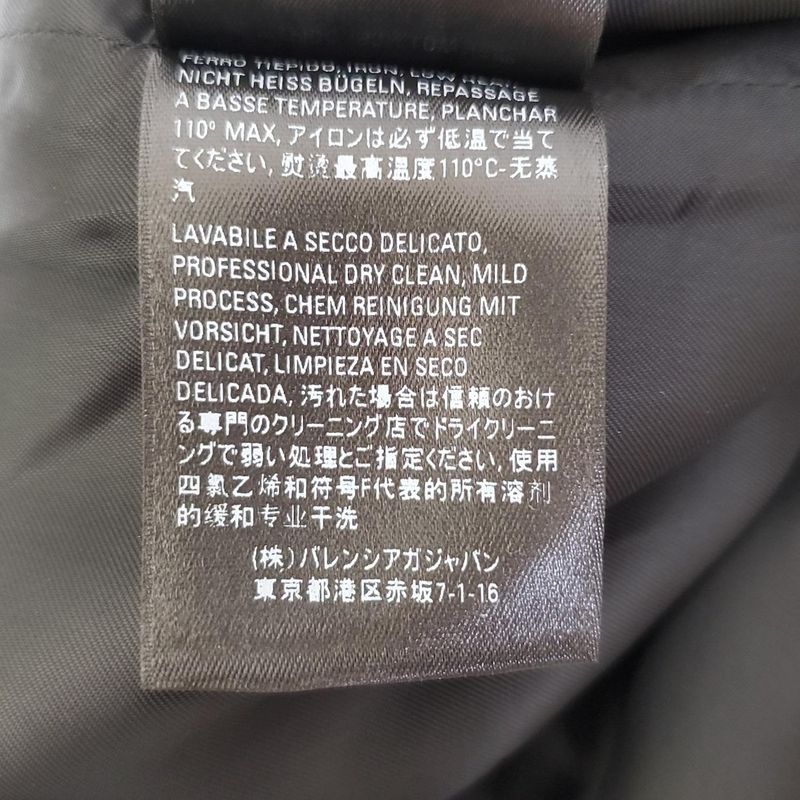 FERRO TIEPIDO, IRON, LOW HEAT,
NICHT HEISS BÜGELN, REPASSAGE
A BASSE TEMPERATURE, PLANCHAR
110° MAX, アイロンは必ず低温で当て
てください, 熨烫最高温度110°C-无蒸
汽
LAVABILE A SECCO DELICATO,
PROFESSIONAL DRY CLEAN, MILD
PROCESS, CHEM REINIGUNG MIT
VORSICHT, NETTOYAGE A SEC
DELICAT, LIMPIEZA EN SECO
DELICADA, 汚れた場合は信頼のおけ
る専門のクリーニング店でドライクリーニ
ングで弱い処理とご指定ください, 使用
四氯乙烯和符号F代表的所有溶剂
的缓和专业干洗
(株)バレンシアガジャパン
東京都港区赤坂7-1-16